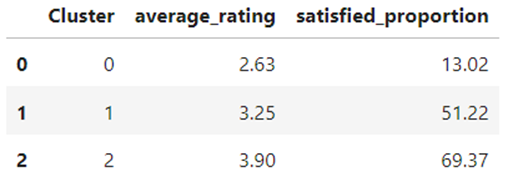 Cluster average_rating satisfied_proportion
0 0 2.63 13.02
1 1 3.25 51.22
2 2 3.90 69.37